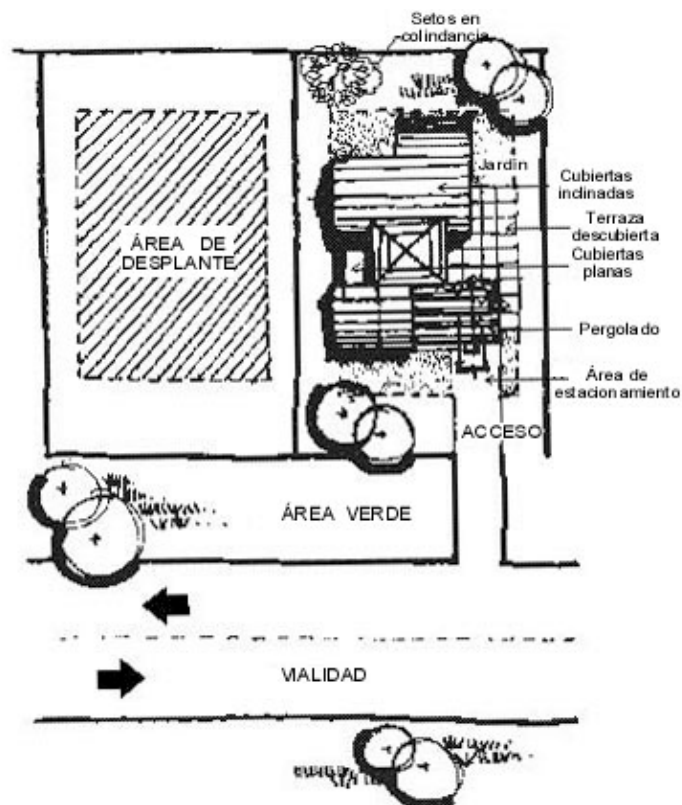 Setos en
colindancia
Jardín
Cubiertas
inclinadas
ÁREA DE
DESPLANTE
Terraza
descubierta
Cubiertas
planas
Pergolado
Área de
estacionamiento
ACCESO
ÁREA VERDE
VIALIDAD